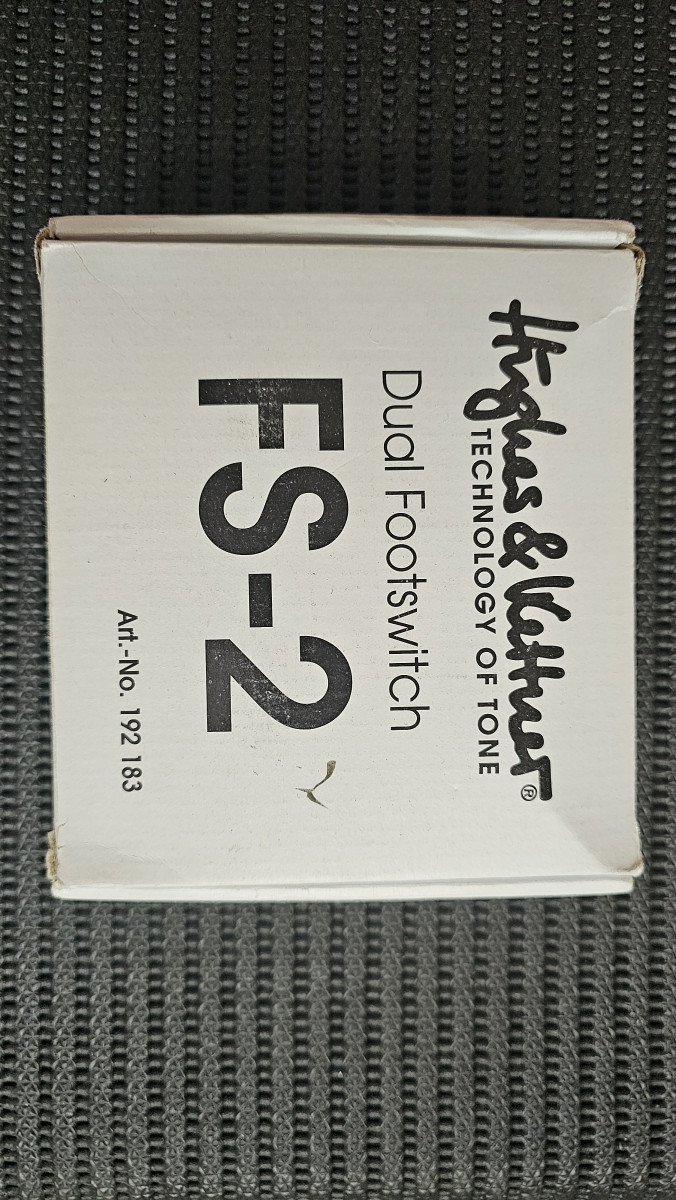 Hughes & Kettner®
TECHNOLOGY OF TONE
Dual Footswitch
FS-2
Art.-No. 192 183